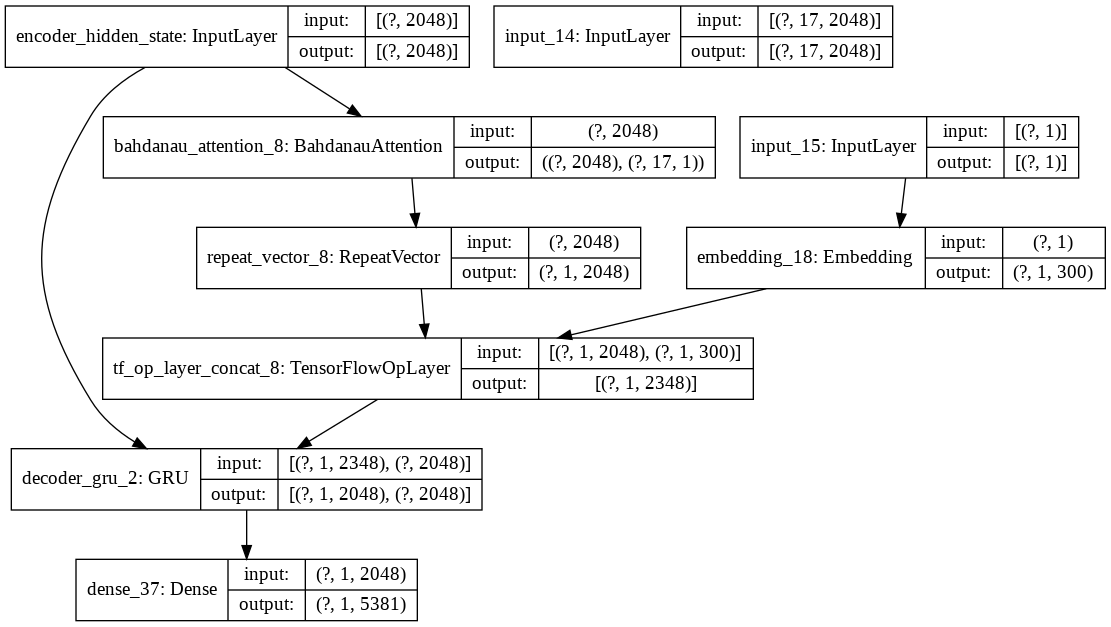 encoder_hidden_state: InputLayer
input: [(?, 2048)]
output: [(?, 2048)]
input_14: InputLayer
input: [(?, 17, 2048)]
output: [(?, 17, 2048)]
bahdanau_attention_8: BahdanauAttention
input: (?, 2048)
output: ((?, 2048), (?, 17, 1))
input_15: InputLayer
input: [(?, 1)]
output: [(?, 1)]
repeat_vector_8: RepeatVector
input: (?, 2048)
output: (?, 1, 2048)
embedding_18: Embedding
input: (?, 1)
output: (?, 1, 300)
tf_op_layer_concat_8: TensorFlowOpLayer
input: [(?, 1, 2048), (?, 1, 300)]
output: [(?, 1, 2348)]
decoder_gru_2: GRU
input: [(?, 1, 2348), (?, 2048)]
output: [(?, 1, 2048), (?, 2048)]
dense_37: Dense
input: (?, 1, 2048)
output: (?, 1, 5381)